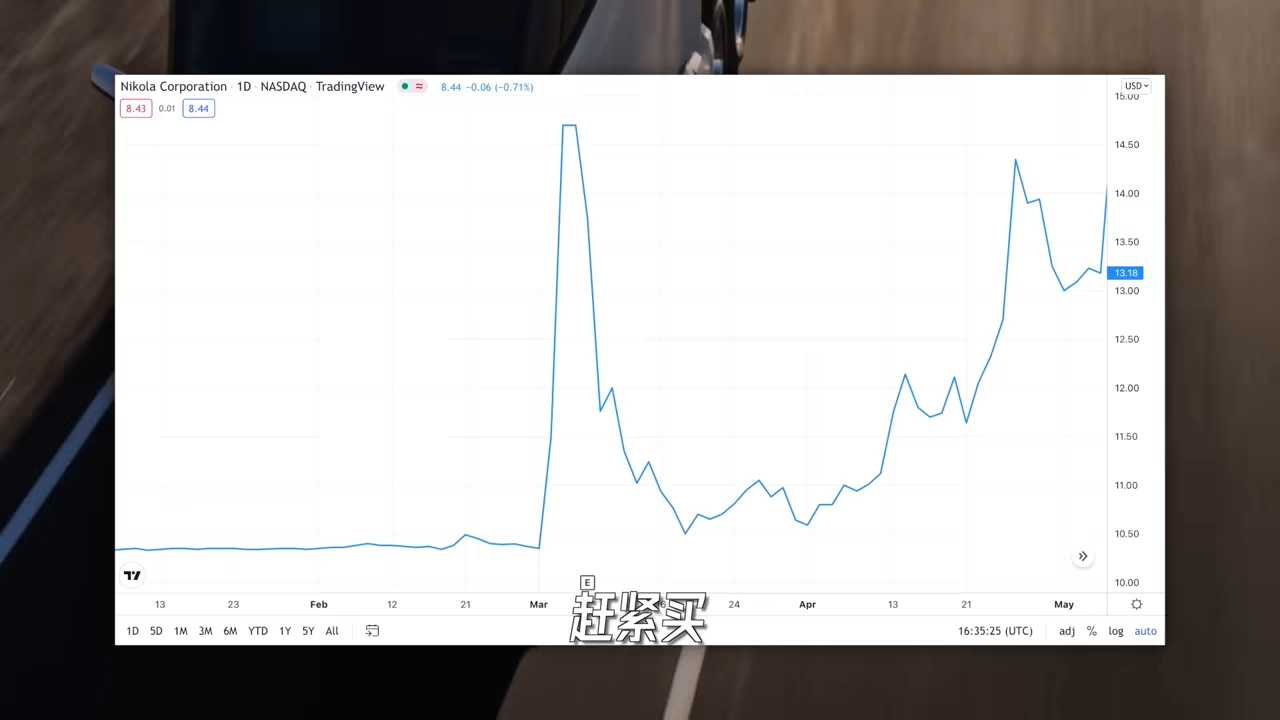 Nikola Corporation · 1D · NASDAQ · TradingView 8.44 −0.06 (−0.71%) USD
8.43 0.01 8.44
15.00
14.50
14.00
13.50
13.18
13.00
12.50
12.00
11.50
11.00
10.50
10.00
E
13 23 Feb 12 21 Mar 24 Apr 13 21 May
赶紧买
1D 5D 1M 3M 6M YTD 1Y 5Y All 16:35:25 (UTC) adj % log auto